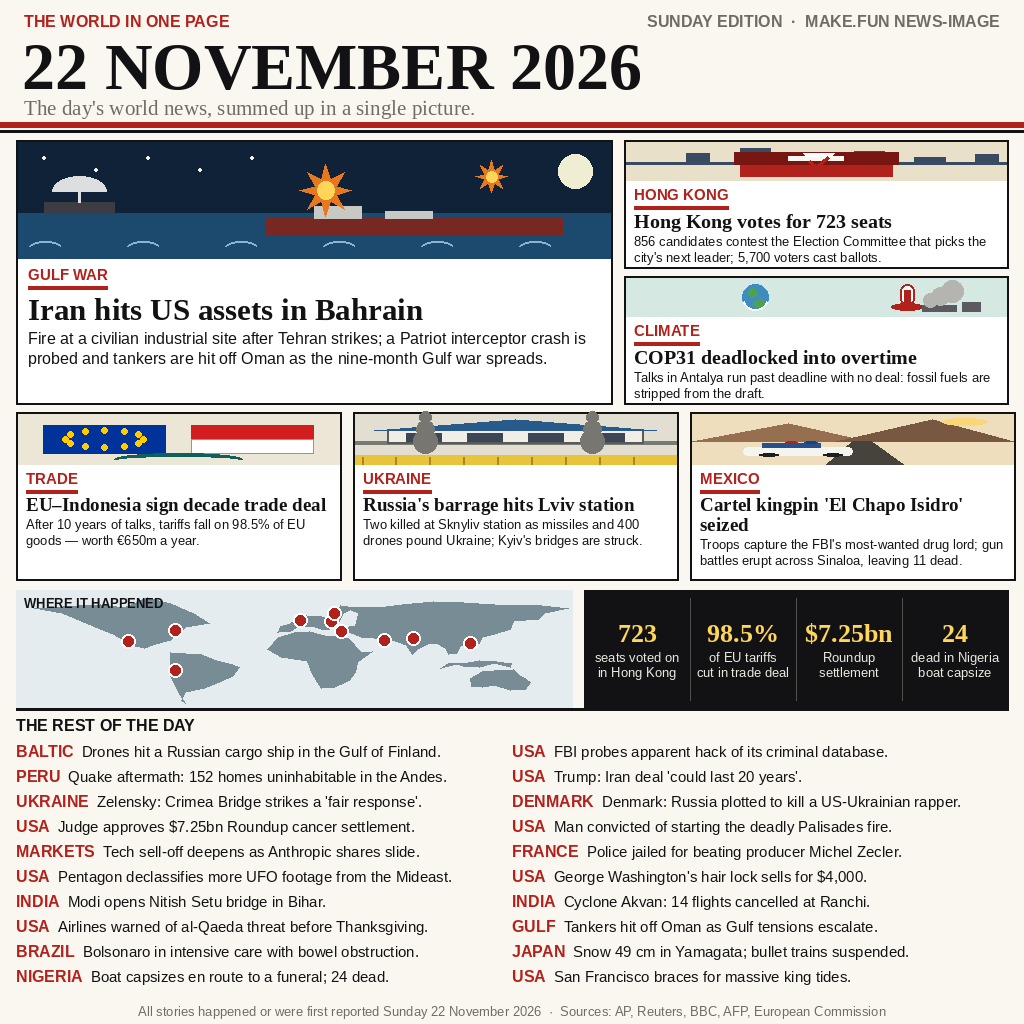 THE WORLD IN ONE PAGE
SUNDAY EDITION · MAKE.FUN NEWS-IMAGE
22 NOVEMBER 2026
The day's world news, summed up in a single picture.
GULF WAR
Iran hits US assets in Bahrain
Fire at a civilian industrial site after Tehran strikes; a Patriot interceptor crash is
probed and tankers are hit off Oman as the nine-month Gulf war spreads.
HONG KONG
Hong Kong votes for 723 seats
856 candidates contest the Election Committee that picks the
city's next leader; 5,700 voters cast ballots.
CLIMATE
COP31 deadlocked into overtime
Talks in Antalya run past deadline with no deal: fossil fuels are
stripped from the draft.
TRADE
EU–Indonesia sign decade trade deal
After 10 years of talks, tariffs fall on 98.5% of EU
goods — worth €650m a year.
UKRAINE
Russia's barrage hits Lviv station
Two killed at Sknyliv station as missiles and 400
drones pound Ukraine; Kyiv's bridges are struck.
MEXICO
Cartel kingpin 'El Chapo Isidro'
seized
Troops capture the FBI's most-wanted drug lord; gun
battles erupt across Sinaloa, leaving 11 dead.
WHERE IT HAPPENED
723
seats voted on
in Hong Kong
98.5%
of EU tariffs
cut in trade deal
$7.25bn
Roundup
settlement
24
dead in Nigeria
boat capsize
THE REST OF THE DAY
BALTIC Drones hit a Russian cargo ship in the Gulf of Finland.
PERU Quake aftermath: 152 homes uninhabitable in the Andes.
UKRAINE Zelensky: Crimea Bridge strikes a 'fair response'.
USA Judge approves $7.25bn Roundup cancer settlement.
MARKETS Tech sell-off deepens as Anthropic shares slide.
USA Pentagon declassifies more UFO footage from the Mideast.
INDIA Modi opens Nitish Setu bridge in Bihar.
USA Airlines warned of al-Qaeda threat before Thanksgiving.
BRAZIL Bolsonaro in intensive care with bowel obstruction.
NIGERIA Boat capsizes en route to a funeral; 24 dead.
USA FBI probes apparent hack of its criminal database.
USA Trump: Iran deal 'could last 20 years'.
DENMARK Denmark: Russia plotted to kill a US-Ukrainian rapper.
USA Man convicted of starting the deadly Palisades fire.
FRANCE Police jailed for beating producer Michel Zecler.
USA George Washington's hair lock sells for $4,000.
INDIA Cyclone Akvan: 14 flights cancelled at Ranchi.
GULF Tankers hit off Oman as Gulf tensions escalate.
JAPAN Snow 49 cm in Yamagata; bullet trains suspended.
USA San Francisco braces for massive king tides.
All stories happened or were first reported Sunday 22 November 2026 · Sources: AP, Reuters, BBC, AFP, European Commission